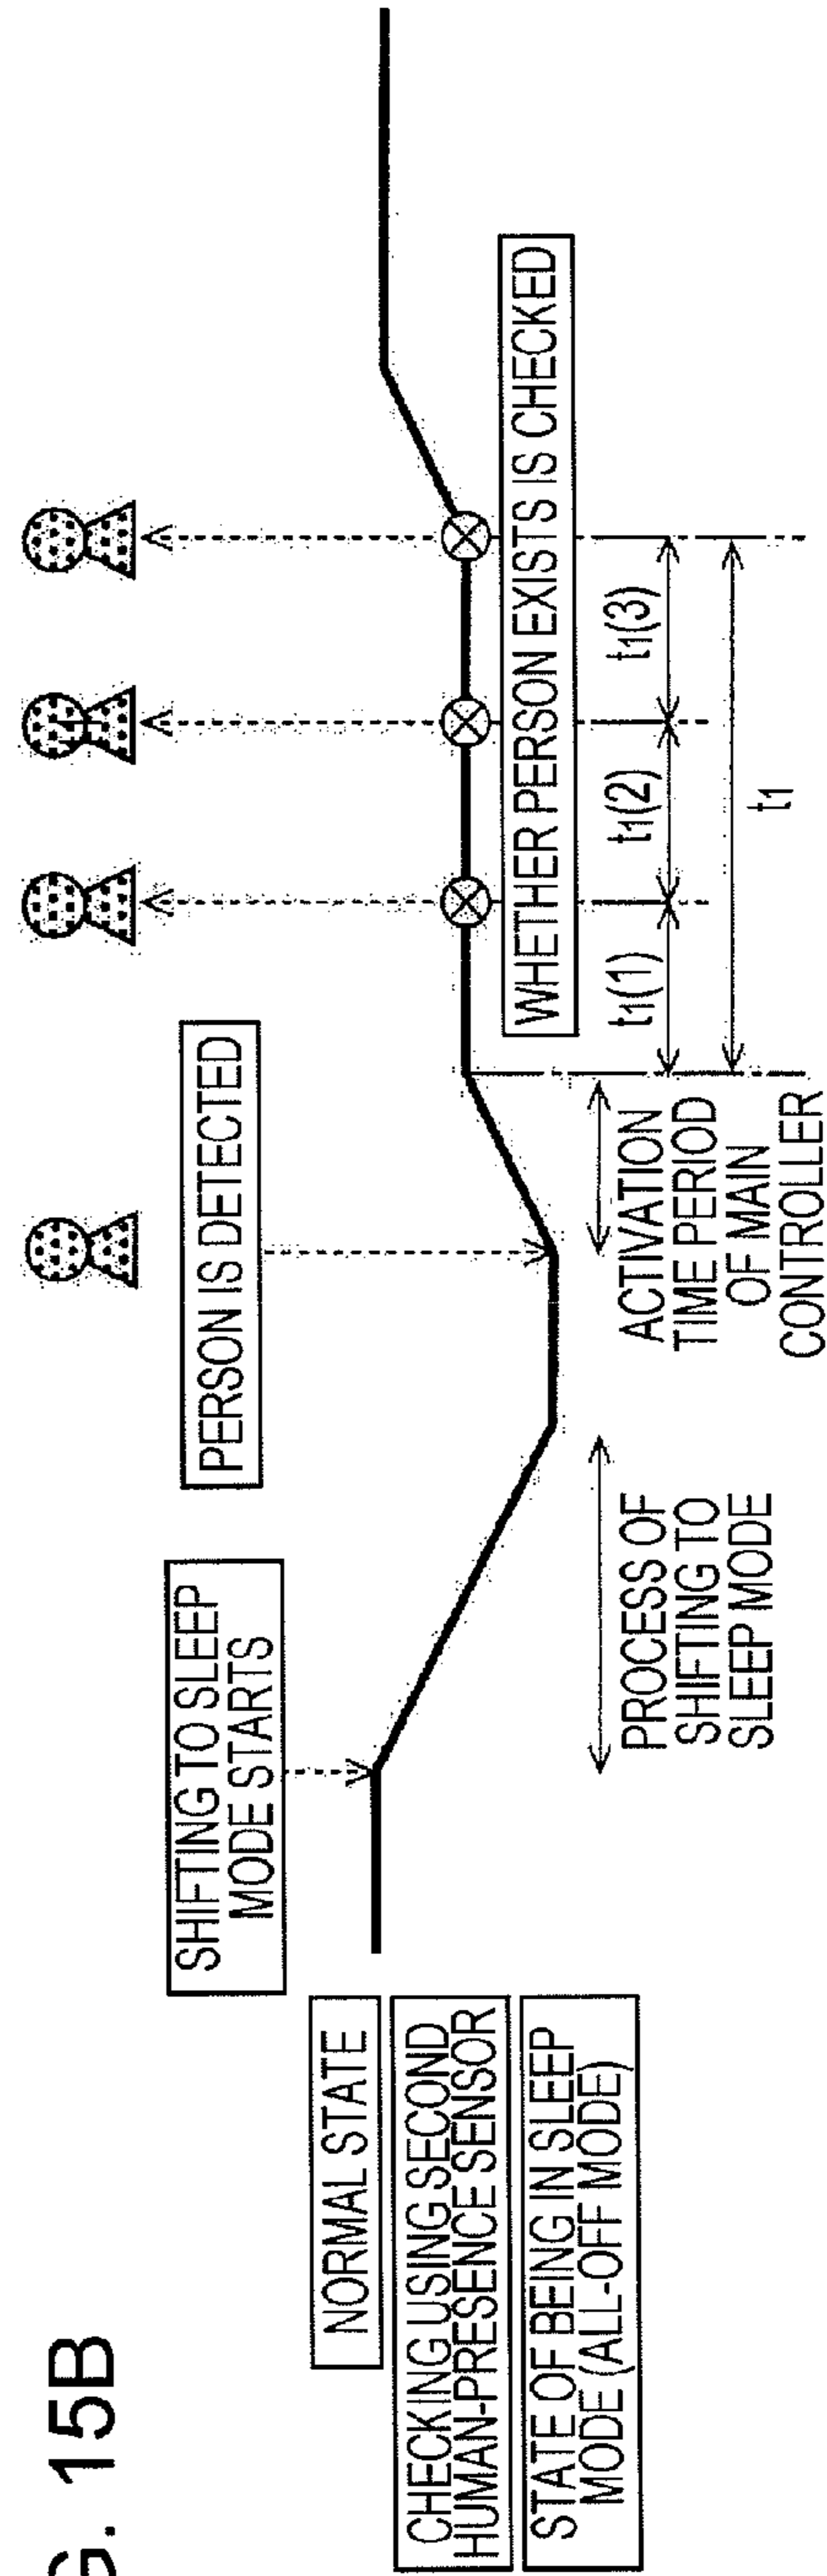 G. 15B
SHIFTING TO SLEEP
MODE STARTS
PERSON IS DETECTED
NORMAL STATE
CHECKING USING SECOND
HUMAN-PRESENCE SENSOR
STATE OF BEING IN SLEEP
MODE (ALL-OFF MODE)
WHETHER PERSON EXISTS IS CHECKED
PROCESS OF
SHIFTING TO
SLEEP MODE
ACTIVATION
TIME PERIOD
OF MAIN
CONTROLLER
t1(1)
t1(2)
t1(3)
t1